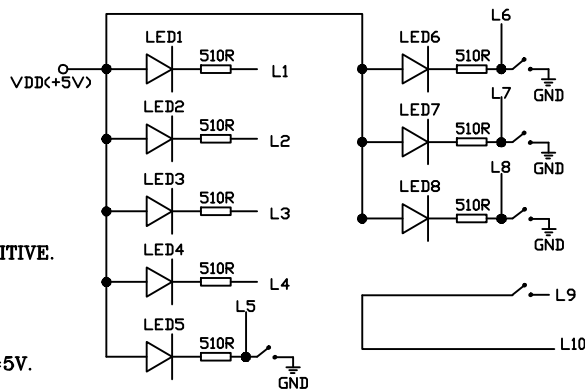 L6
LED1
LED6
510R
510R
VDD(+5V)
L1
GND
L7
LED2
LED7
510R
510R
L2
GND
L8
LED3
LED8
510R
510R
L3
GND
ITIVE.
LED4
510R
L4
L9
L5
LED5
510R
L10
=5V.
GND